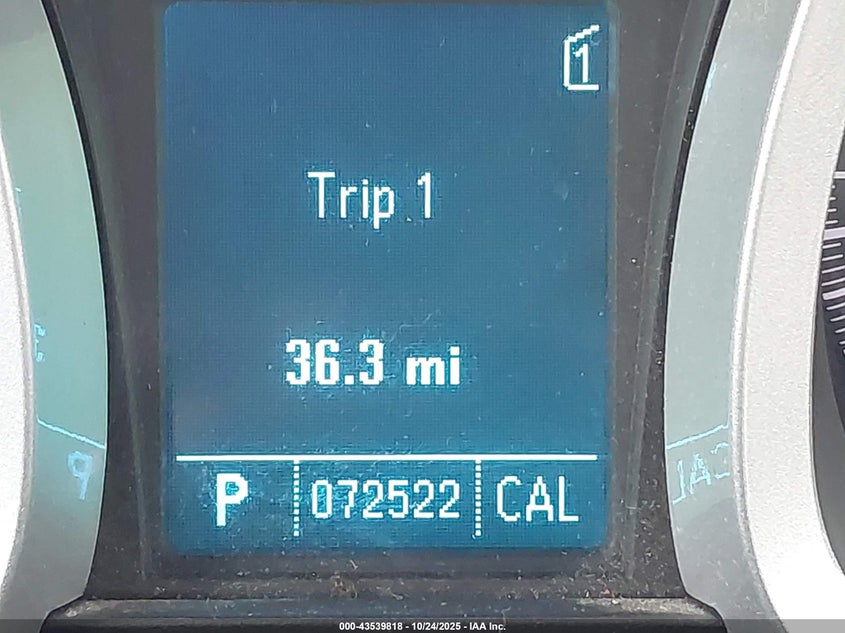 1
Trip 1
36.3 mi
P 072522 CAL
000-43539818 - 10/24/2025 - IAA Inc.